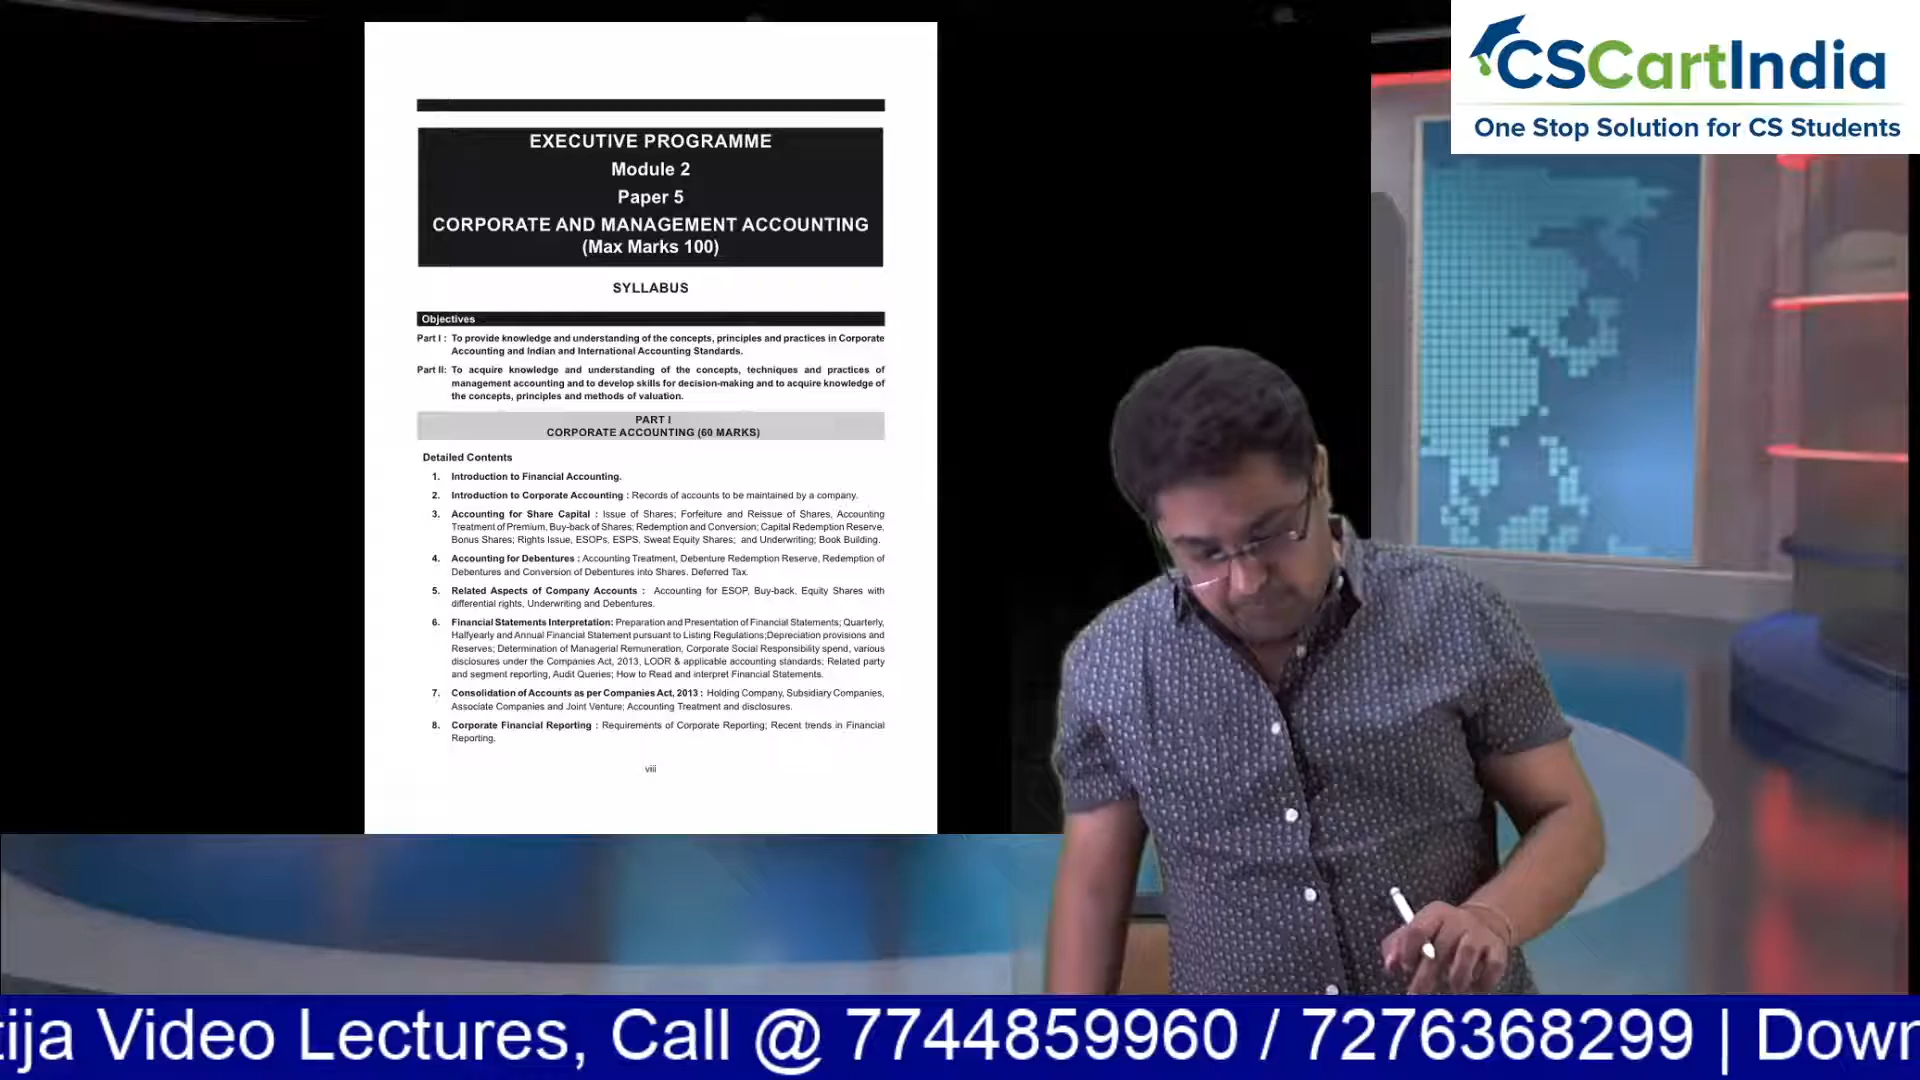 CSCartIndia
One Stop Solution for CS Students
EXECUTIVE PROGRAMME
Module 2
Paper 5
CORPORATE AND MANAGEMENT ACCOUNTING
(Max Marks 100)
SYLLABUS
Objectives
Part I : To provide knowledge and understanding of the concepts, principles and practices in Corporate
Accounting and Indian and International Accounting Standards.
Part II: To acquire knowledge and understanding of the concepts, techniques and practices of
management accounting and to develop skills for decision-making and to acquire knowledge of
the concepts, principles and methods of valuation.
PART I
CORPORATE ACCOUNTING (60 MARKS)
Detailed Contents
1. Introduction to Financial Accounting.
2. Introduction to Corporate Accounting : Records of accounts to be maintained by a company.
3. Accounting for Share Capital : Issue of Shares; Forfeiture and Reissue of Shares, Accounting
Treatment of Premium, Buy-back of Shares; Redemption and Conversion; Capital Redemption Reserve,
Bonus Shares; Rights Issue, ESOPs, ESPS, Sweat Equity Shares; and Underwriting; Book Building.
4. Accounting for Debentures : Accounting Treatment, Debenture Redemption Reserve, Redemption of
Debentures and Conversion of Debentures into Shares. Deferred Tax.
5. Related Aspects of Company Accounts : Accounting for ESOP, Buy-back, Equity Shares with
differential rights, Underwriting and Debentures.
6. Financial Statements Interpretation: Preparation and Presentation of Financial Statements; Quarterly,
Halfyearly and Annual Financial Statement pursuant to Listing Regulations;Depreciation provisions and
Reserves; Determination of Managerial Remuneration, Corporate Social Responsibility spend, various
disclosures under the Companies Act, 2013, LODR & applicable accounting standards; Related party
and segment reporting, Audit Queries; How to Read and interpret Financial Statements.
7. Consolidation of Accounts as per Companies Act, 2013 : Holding Company, Subsidiary Companies,
Associate Companies and Joint Venture; Accounting Treatment and disclosures.
8. Corporate Financial Reporting : Requirements of Corporate Reporting; Recent trends in Financial
Reporting.
viii
tija Video Lectures, Call @ 7744859960 / 7276368299 | Down